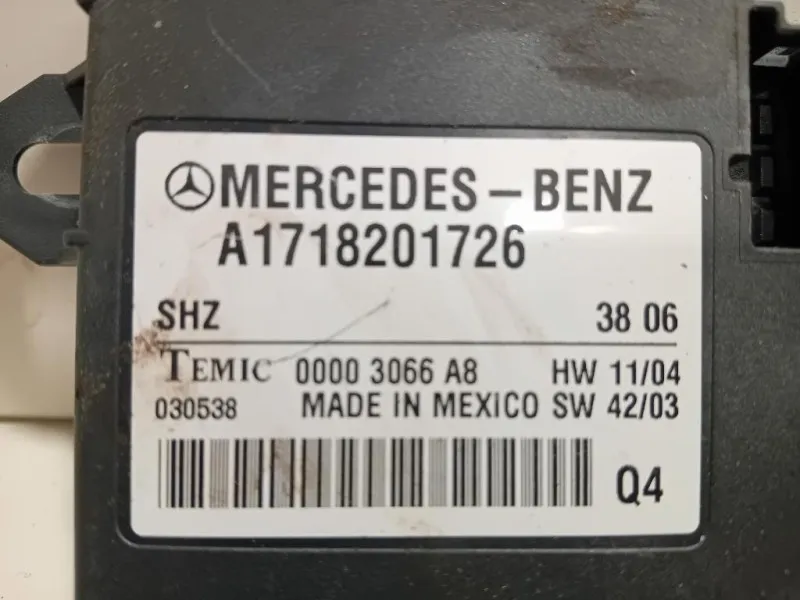 MERCEDES-BENZ
A1718201726
SHZ 38 06
TEMIC 0000 3066 A8 HW 11/04
030538 MADE IN MEXICO SW 42/03
Q4